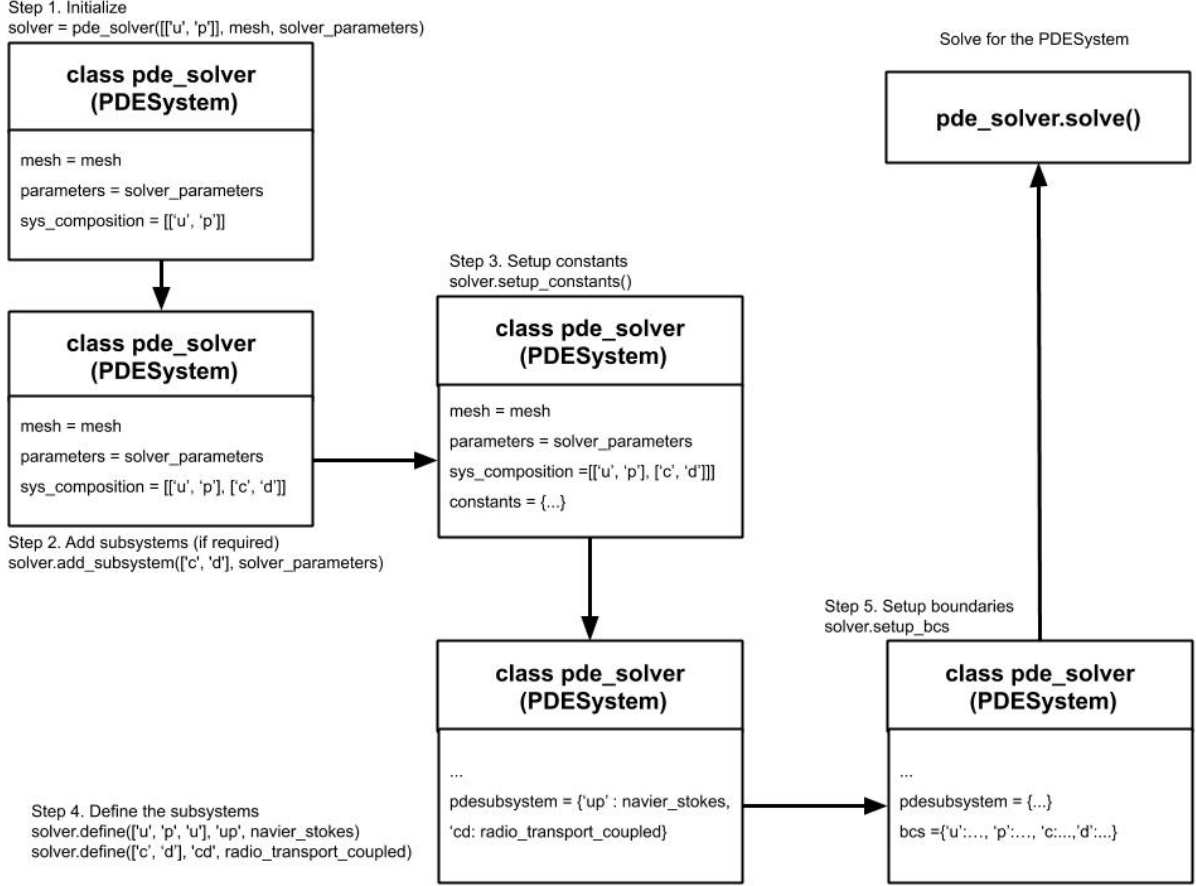 Step 1. Initialize
solver = pde_solver([['u', 'p']], mesh, solver_parameters)
class pde_solver
(PDESystem)
mesh = mesh
parameters = solver_parameters
sys_composition = [[‘u’, ‘p’]]
class pde_solver
(PDESystem)
mesh = mesh
parameters = solver_parameters
sys_composition = [[‘u’, ‘p’], [‘c’, ‘d’]]
Step 2. Add subsystems (if required)
solver.add_subsystem(['c', 'd'], solver_parameters)
Step 3. Setup constants
solver.setup_constants()
class pde_solver
(PDESystem)
mesh = mesh
parameters = solver_parameters
sys_composition =[[‘u’, ‘p’], [‘c’, ‘d’]]]
constants = {...}
Step 4. Define the subsystems
solver.define(['u', 'p', 'u'], 'up', navier_stokes)
solver.define(['c', ‘d’], 'cd', radio_transport_coupled)
class pde_solver
(PDESystem)
...
pdesubsystem = {‘up’ : navier_stokes,
‘cd: radio_transport_coupled}
Step 5. Setup boundaries
solver.setup_bcs
class pde_solver
(PDESystem)
...
pdesubsystem = {...}
bcs ={‘u’:…, ‘p’:…, ‘c:...,’d’:...}
Solve for the PDESystem
pde_solver.solve()